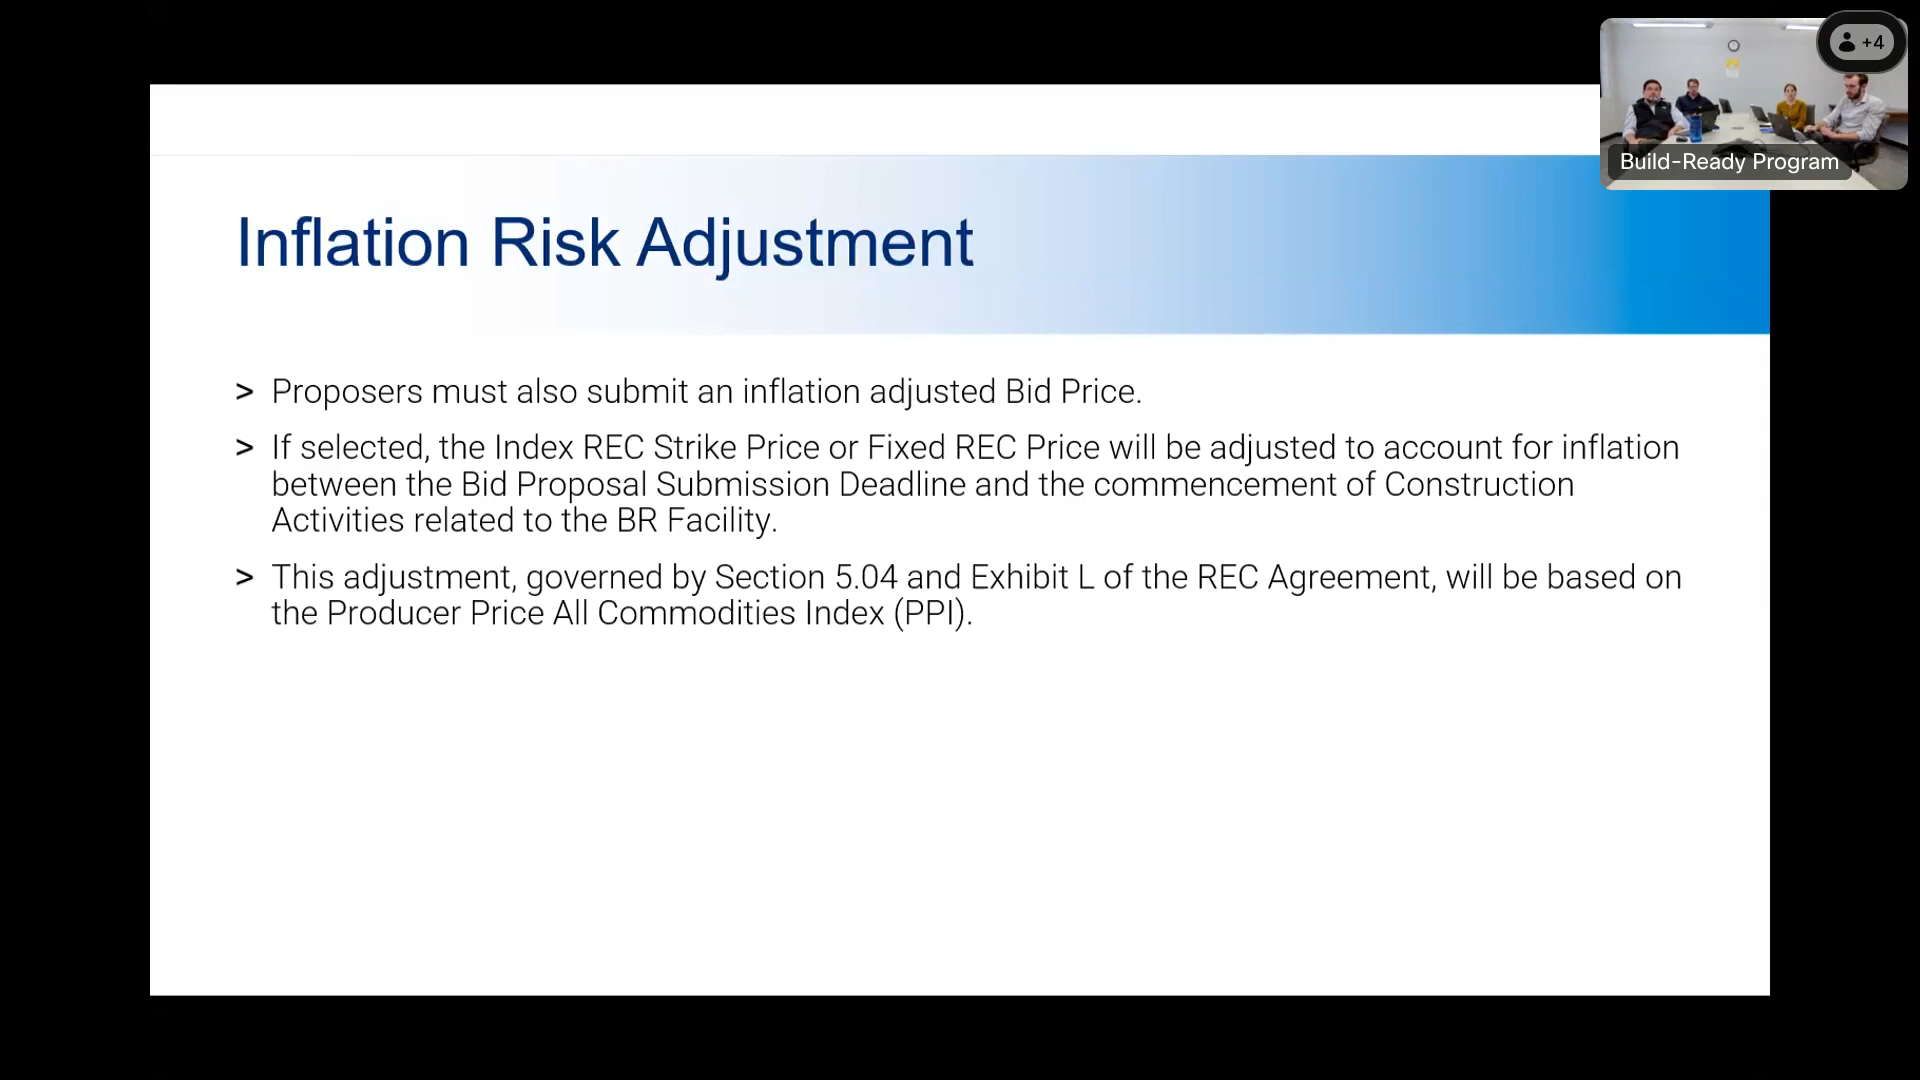 +4
Build-Ready Program
Inflation Risk Adjustment
> Proposers must also submit an inflation adjusted Bid Price.
> If selected, the Index REC Strike Price or Fixed REC Price will be adjusted to account for inflation
between the Bid Proposal Submission Deadline and the commencement of Construction
Activities related to the BR Facility.
> This adjustment, governed by Section 5.04 and Exhibit L of the REC Agreement, will be based on
the Producer Price All Commodities Index (PPI).